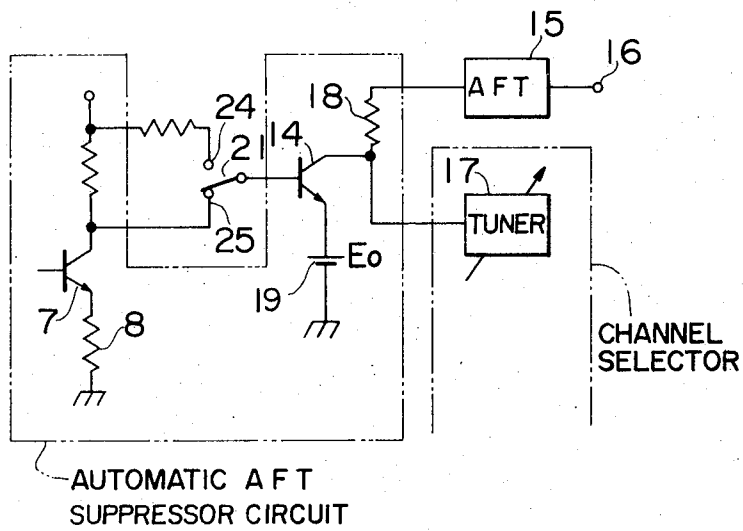 15
16
AFT
18
24
14
21
17
TUNER
25
Eo
19
7
8
CHANNEL
SELECTOR
AUTOMATIC AFT
SUPPRESSOR CIRCUIT